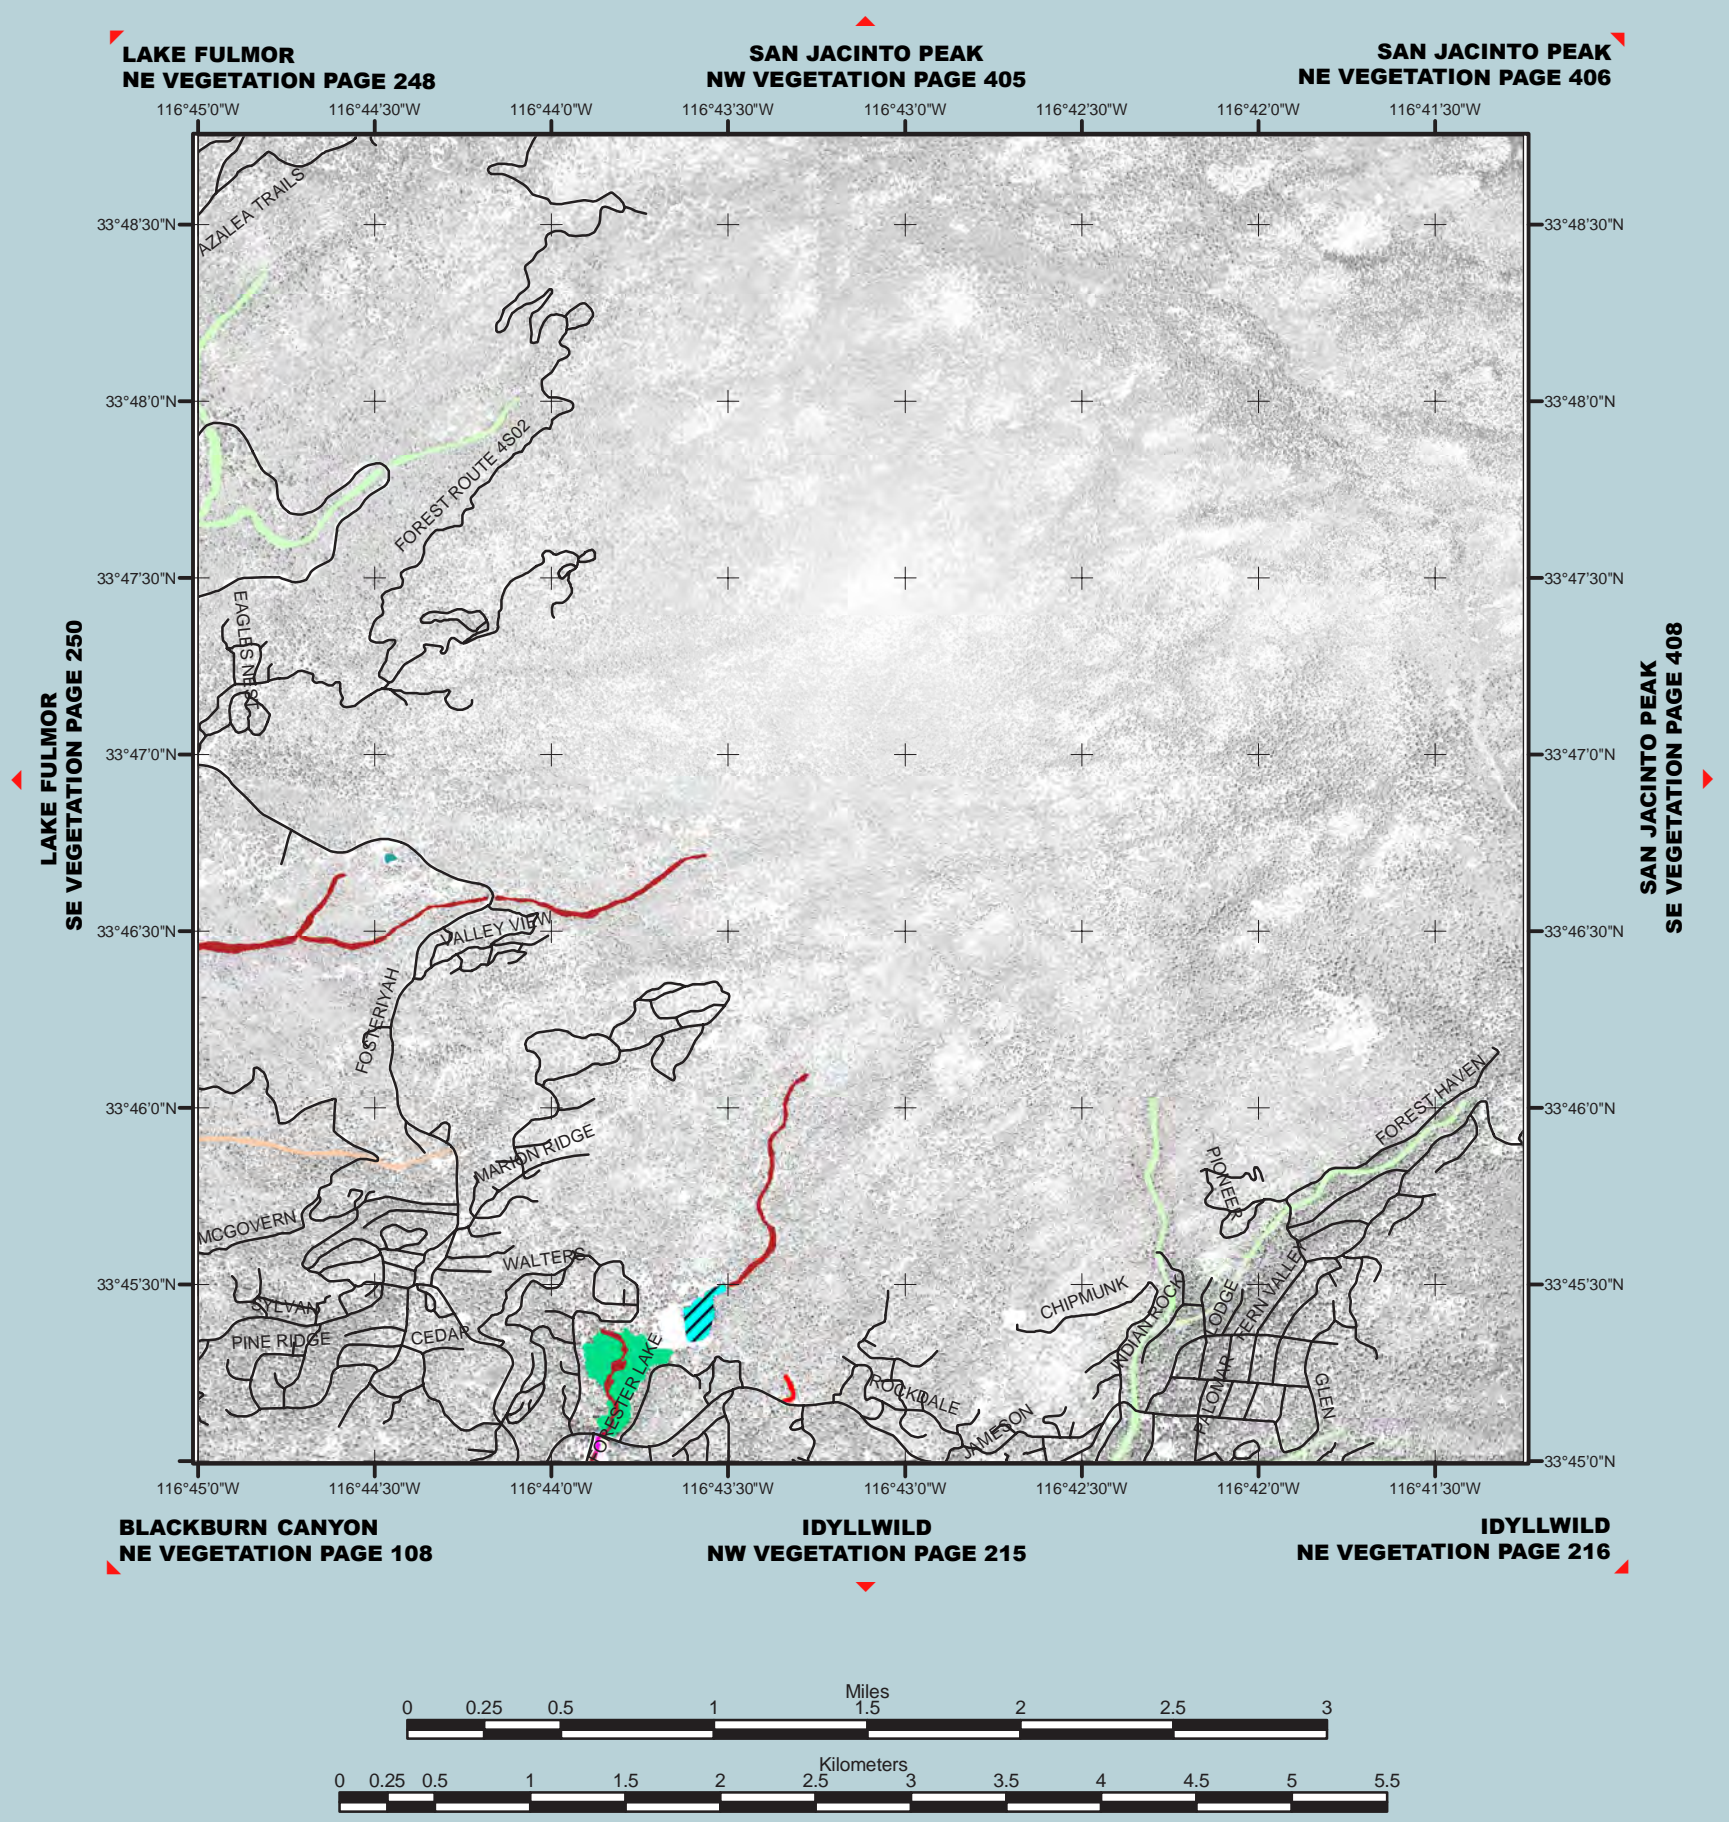 LAKE FULMOR
NE VEGETATION PAGE 248
SAN JACINTO PEAK
NW VEGETATION PAGE 405
SAN JACINTO PEAK
NE VEGETATION PAGE 406
116°45'0"W
116°44'30"W
116°44'0"W
116°43'30"W
116°43'0"W
116°42'30"W
116°42'0"W
116°41'30"W
AZALEA TRAILS
33°48'30"N
33°48'30"N
33°48'0"N
33°48'0"N
FOREST ROUTE 4S02
33°47'30"N
33°47'30"N
EAGLES NEST
LAKE FULMOR
SE VEGETATION PAGE 250
SAN JACINTO PEAK
SE VEGETATION PAGE 408
33°47'0"N
33°47'0"N
VALLEY VIEW
33°46'30"N
33°46'30"N
FOSTERIYAH
33°46'0"N
33°46'0"N
FOREST HAVEN
MARION RIDGE
PIONEER
MCGOVERN
WALTERS
33°45'30"N
33°45'30"N
SYLVAN
PINE RIDGE
CEDAR
CHIPMUNK
INDIAN ROCK
LODGE
FERN VALLEY
FORESTER LAKE
ROCKDALE
JAMESON
PALOMAR
GLEN
33°45'0"N
116°45'0"W
116°44'30"W
116°44'0"W
116°43'30"W
116°43'0"W
116°42'30"W
116°42'0"W
116°41'30"W
BLACKBURN CANYON
NE VEGETATION PAGE 108
IDYLLWILD
NW VEGETATION PAGE 215
IDYLLWILD
NE VEGETATION PAGE 216
Miles
0 0.25 0.5 1 1.5 2 2.5 3
Kilometers
0 0.25 0.5 1 1.5 2 2.5 3 3.5 4 4.5 5 5.5